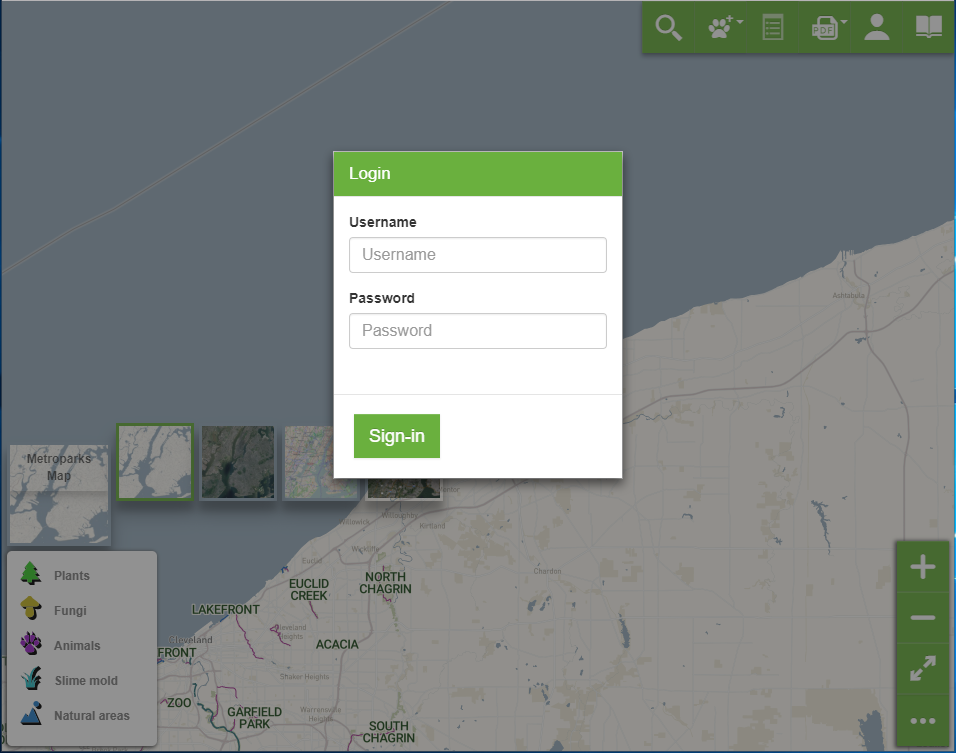 PDF
Login
Username
Username
Password
Password
Sign-in
Metroparks
Map
Plants
Fungi
Animals
Slime mold
Natural areas
Ashtabula
Willowick
Willoughby
Kirtland
Wickliffe
Euclid
EUCLID
CREEK
NORTH
CHAGRIN
Chardon
LAKEFRONT
Cleveland
Heights
Cleveland
ACACIA
FRONT
Shaker Heights
ZOO
GARFIELD
PARK
Warrensville
Heights
SOUTH
CHAGRIN